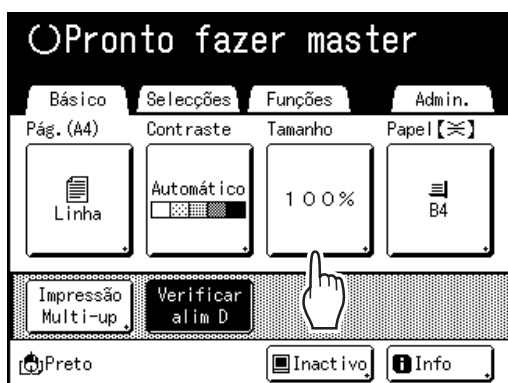 Pronto fazer master
Básico Selecções Funções Admin.
Pág.(A4) Contraste Tamanho Papel【】
Linha
Automático
100%
B4
Impressão
Multi-up
Verificar
alim D
Preto Inactivo Info